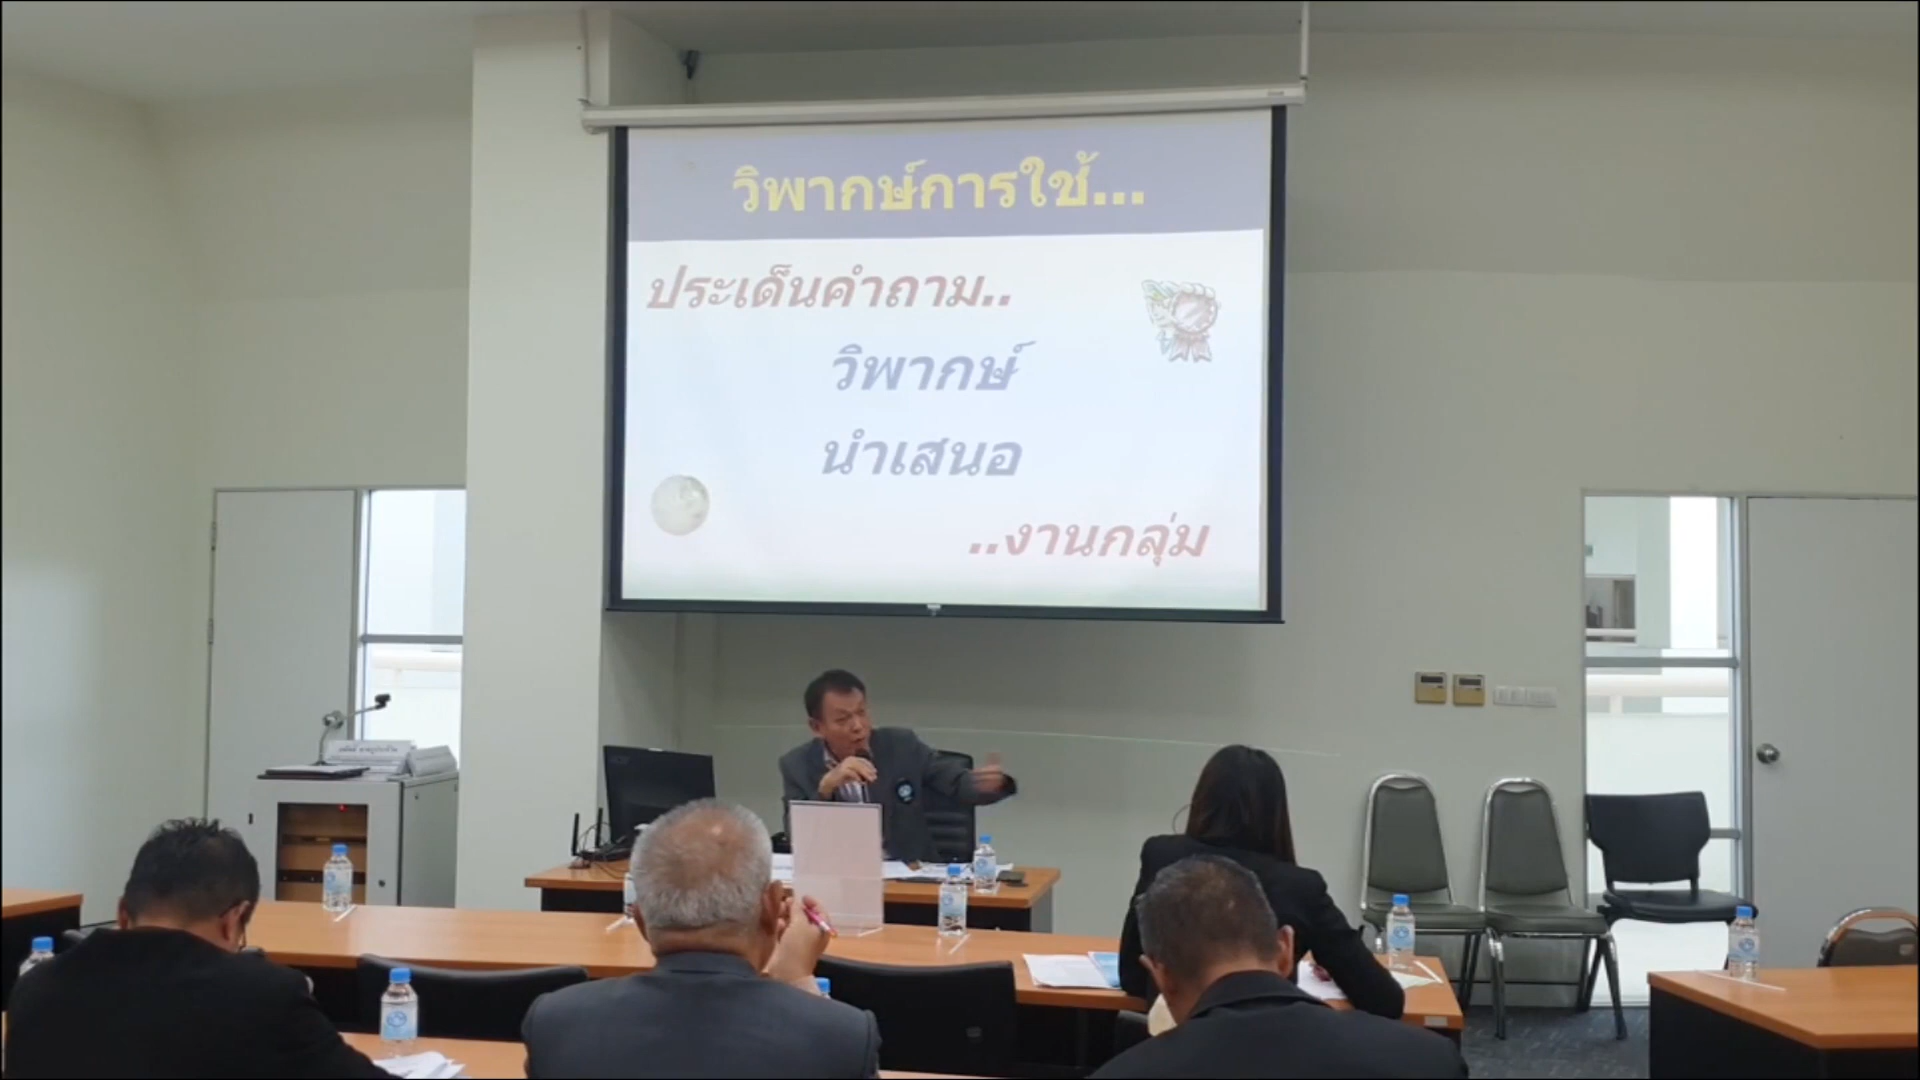 วิพากษ์การใช้...
ประเด็นคำถาม..
วิพากษ์
นำเสนอ
..งานกลุ่ม